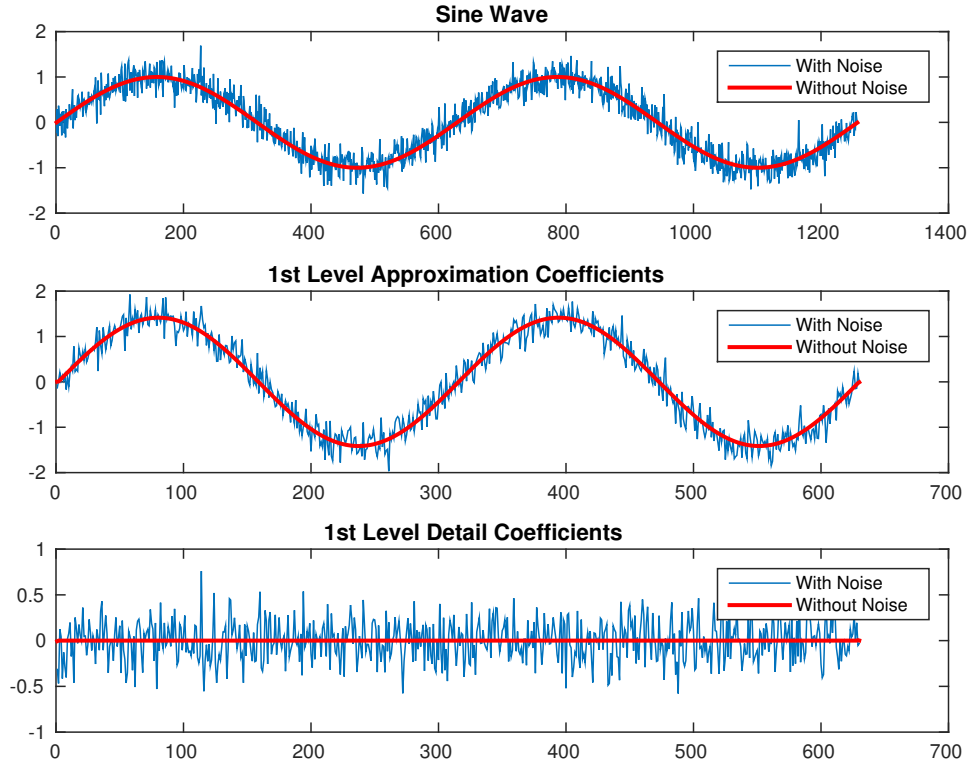 Sine Wave
2
1
0
-1
-2
With Noise
Without Noise
0 200 400 600 800 1000 1200 1400
1st Level Approximation Coefficients
2
1
0
-1
-2
With Noise
Without Noise
0 100 200 300 400 500 600 700
1st Level Detail Coefficients
1
0.5
0
-0.5
-1
With Noise
Without Noise
0 100 200 300 400 500 600 700